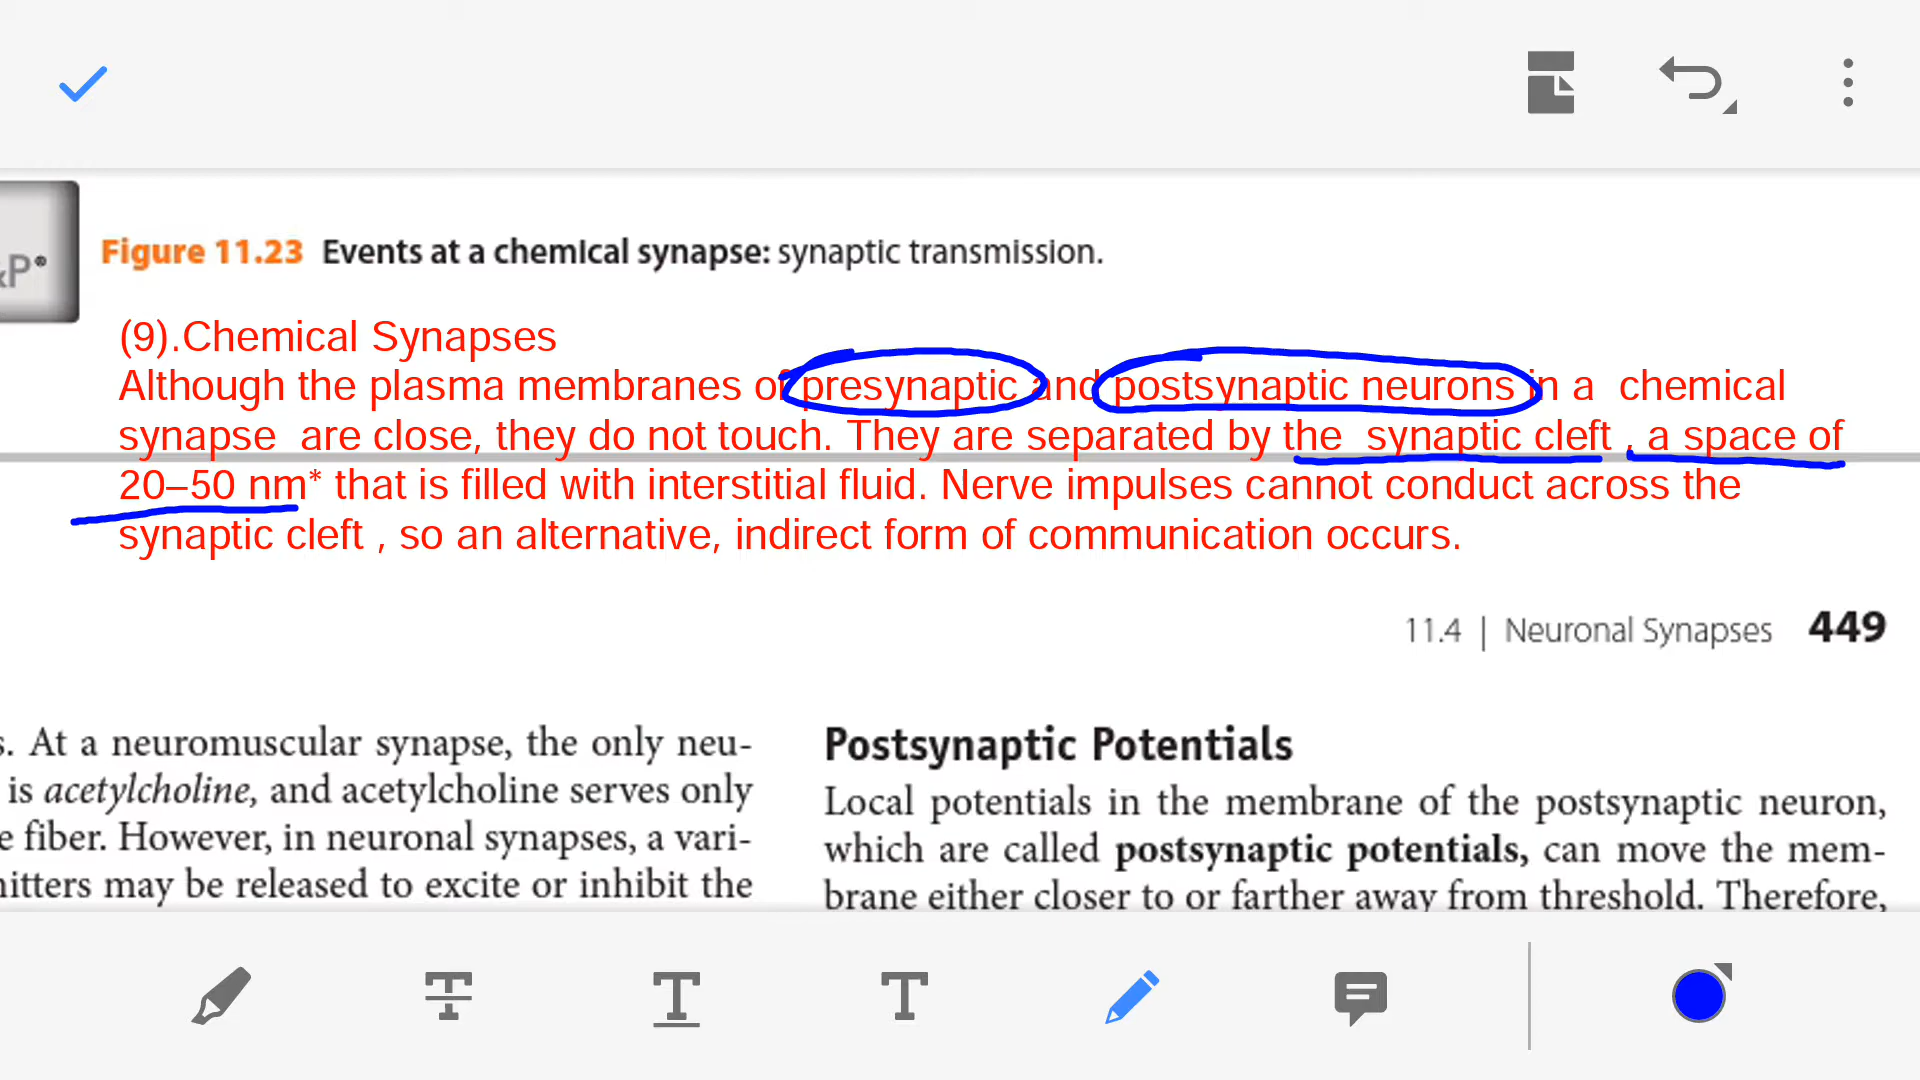 &P®
Figure 11.23 Events at a chemical synapse: synaptic transmission.
(9).Chemical Synapses
Although the plasma membranes of presynaptic and postsynaptic neurons in a chemical
synapse are close, they do not touch. They are separated by the synaptic cleft , a space of
20–50 nm* that is filled with interstitial fluid. Nerve impulses cannot conduct across the
synaptic cleft , so an alternative, indirect form of communication occurs.
11.4 | Neuronal Synapses 449
s. At a neuromuscular synapse, the only neu-
is acetylcholine, and acetylcholine serves only
e fiber. However, in neuronal synapses, a vari-
nitters may be released to excite or inhibit the
Postsynaptic Potentials
Local potentials in the membrane of the postsynaptic neuron,
which are called postsynaptic potentials, can move the mem-
brane either closer to or farther away from threshold. Therefore,